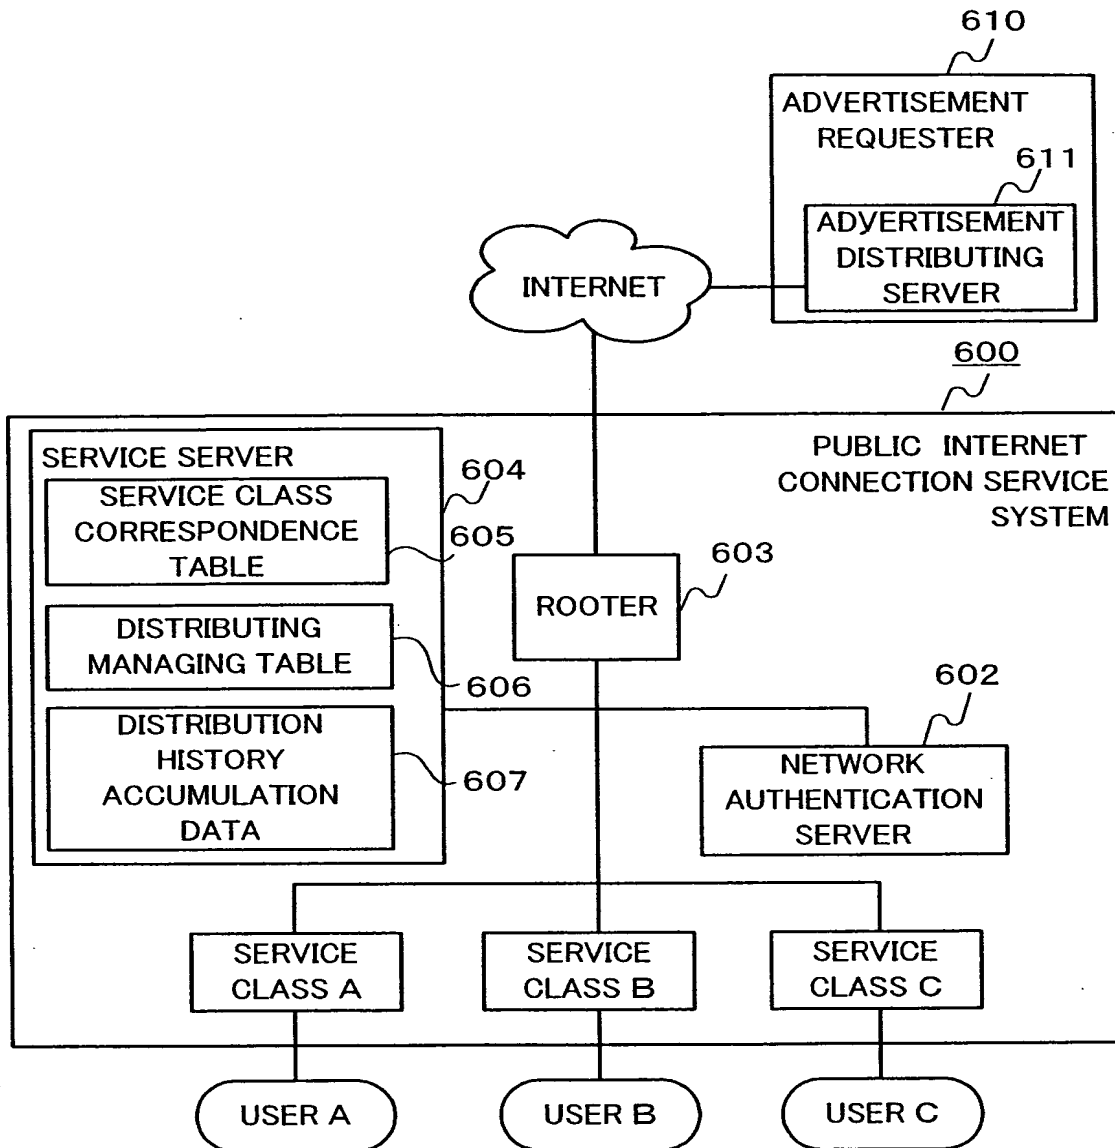 610
ADVERTISEMENT
REQUESTER
611
ADVERTISEMENT
DISTRIBUTING
SERVER
INTERNET
600
PUBLIC INTERNET
CONNECTION SERVICE
SYSTEM
SERVICE SERVER
604
SERVICE CLASS
CORRESPONDENCE
TABLE
605
603
ROOTER
DISTRIBUTING
MANAGING TABLE
606
602
DISTRIBUTION
HISTORY
ACCUMULATION
DATA
607
NETWORK
AUTHENTICATION
SERVER
SERVICE
CLASS A
SERVICE
CLASS B
SERVICE
CLASS C
USER A
USER B
USER C